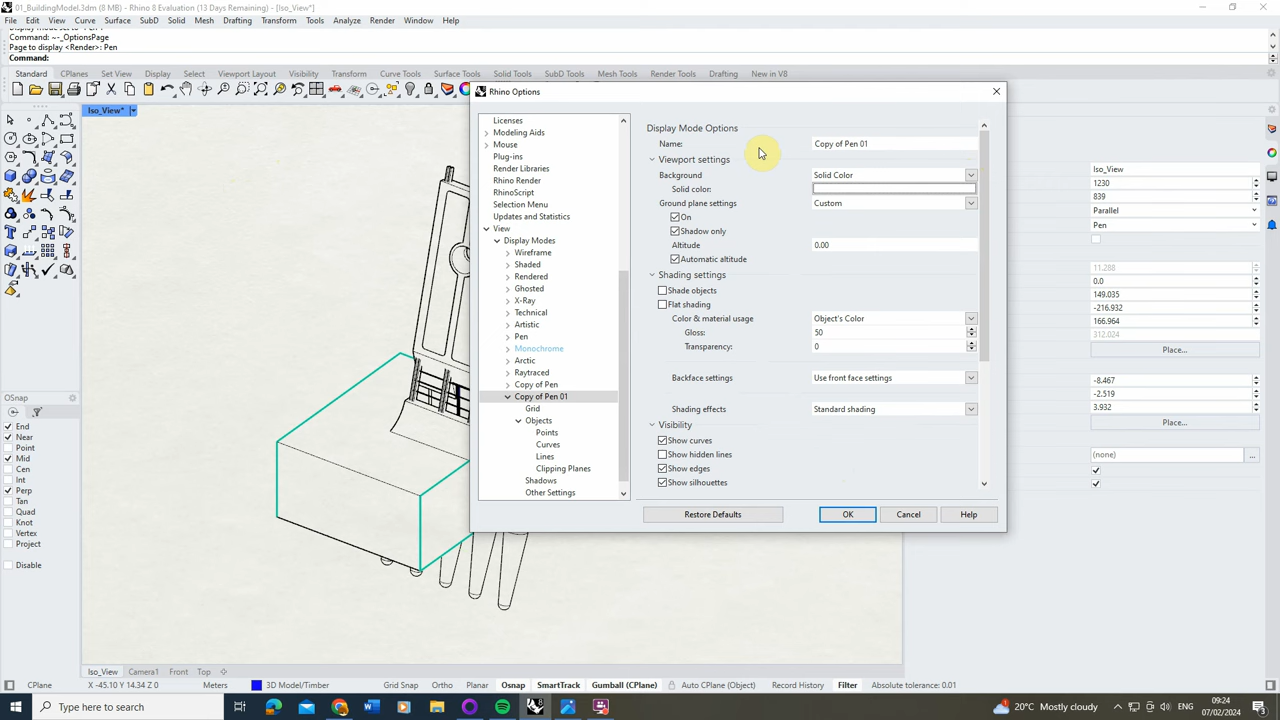 01_BuildingModel.3dm (8 MB) - Rhino 8 Evaluation (13 Days Remaining) - [Iso_View*]
File Edit View Curve Surface SubD Solid Mesh Drafting Transform Tools Analyze Render Window Help
Command: ~-_OptionsPage
Page to display <Render>: Pen
Command:
Standard CPlanes Set View Display Select Viewport Layout Visibility Transform Curve Tools Surface Tools Solid Tools SubD Tools Mesh Tools Render Tools Drafting New in V8
Iso_View*
Rhino Options
Licenses
Modeling Aids
Mouse
Plug-ins
Render Libraries
Rhino Render
RhinoScript
Selection Menu
Updates and Statistics
View
Display Modes
Wireframe
Shaded
Rendered
Ghosted
X-Ray
Technical
Artistic
Pen
Monochrome
Arctic
Raytraced
Copy of Pen
Copy of Pen 01
Grid
Objects
Points
Curves
Lines
Clipping Planes
Shadows
Other Settings
Display Mode Options
Name: Copy of Pen 01
Viewport settings
Background Solid Color
Solid color:
Ground plane settings Custom
On
Shadow only
Altitude 0.00
Automatic altitude
Shading settings
Shade objects
Flat shading
Color & material usage Object's Color
Gloss: 50
Transparency: 0
Backface settings Use front face settings
Shading effects Standard shading
Visibility
Show curves
Show hidden lines
Show edges
Show silhouettes
Restore Defaults OK Cancel Help
Iso_View
1230
839
Parallel
Pen
11.288
0.0
149.035
-216.932
166.964
312.024
Place...
-8.467
-2.519
3.932
Place...
(none) ...
OSnap
End
Near
Point
Mid
Cen
Int
Perp
Tan
Quad
Knot
Vertex
Project
Disable
Iso_View Camera1 Front Top
CPlane X -45.10 Y 14.34 Z 0 Meters 3D Model/Timber Grid Snap Ortho Planar Osnap SmartTrack Gumball (CPlane) Auto CPlane (Object) Record History Filter Absolute tolerance: 0.01
Type here to search
20°C Mostly cloudy
09:24
07/02/2024